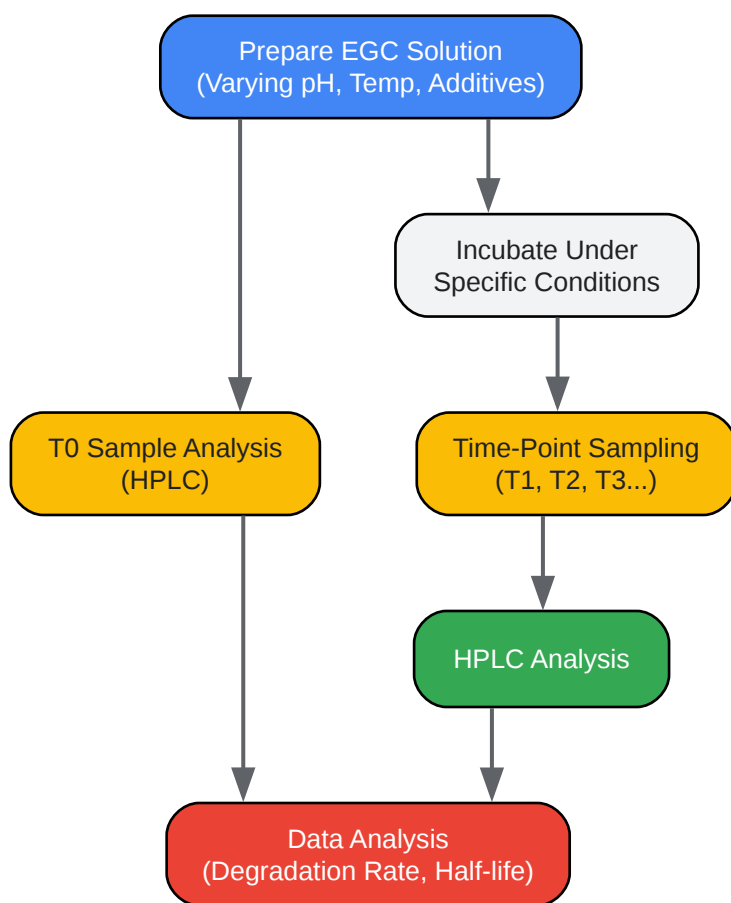 Prepare EGC Solution
(Varying pH, Temp, Additives)
Incubate Under
Specific Conditions
T0 Sample Analysis
(HPLC)
Time-Point Sampling
(T1, T2, T3...)
HPLC Analysis
Data Analysis
(Degradation Rate, Half-life)